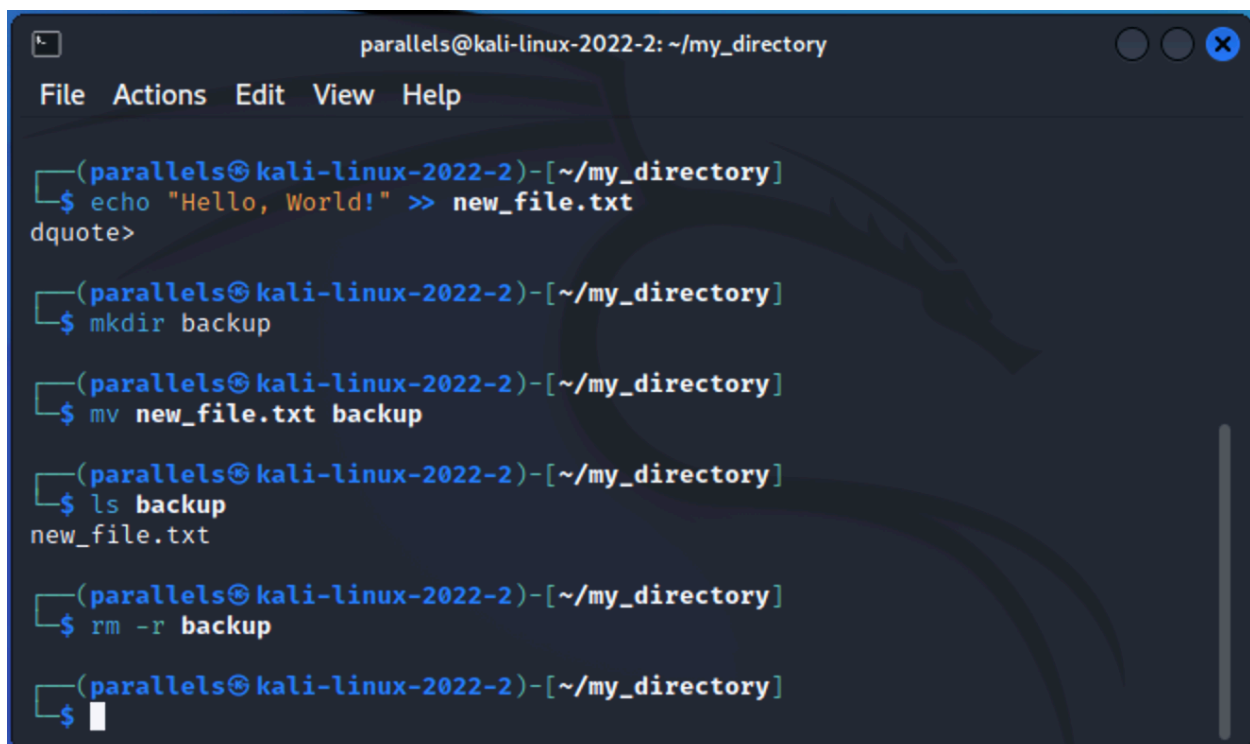 parallels@kali-linux-2022-2: ~/my_directory
File Actions Edit View Help
┌──(parallels㉿kali-linux-2022-2)-[~/my_directory]
└─$ echo "Hello, World!" >> new_file.txt
dquote>
┌──(parallels㉿kali-linux-2022-2)-[~/my_directory]
└─$ mkdir backup
┌──(parallels㉿kali-linux-2022-2)-[~/my_directory]
└─$ mv new_file.txt backup
┌──(parallels㉿kali-linux-2022-2)-[~/my_directory]
└─$ ls backup
new_file.txt
┌──(parallels㉿kali-linux-2022-2)-[~/my_directory]
└─$ rm -r backup
┌──(parallels㉿kali-linux-2022-2)-[~/my_directory]
└─$